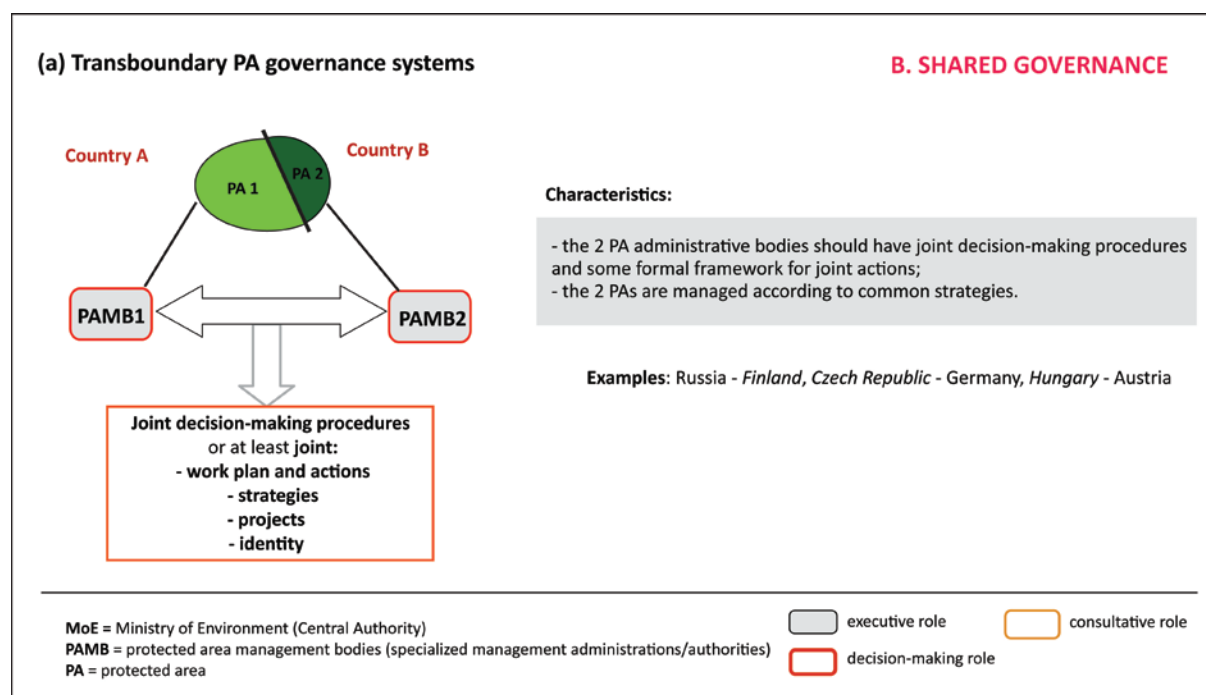 (a) Transboundary PA governance systems
B. SHARED GOVERNANCE
Country A
Country B
PA 1
PA 2
PAMB1
PAMB2
Joint decision-making procedures
or at least joint:
- work plan and actions
- strategies
- projects
- identity
Characteristics:
- the 2 PA administrative bodies should have joint decision-making procedures
and some formal framework for joint actions;
- the 2 PAs are managed according to common strategies.
Examples: Russia - Finland, Czech Republic - Germany, Hungary - Austria
MoE = Ministry of Environment (Central Authority)
PAMB = protected area management bodies (specialized management administrations/authorities)
PA = protected area
executive role
consultative role
decision-making role